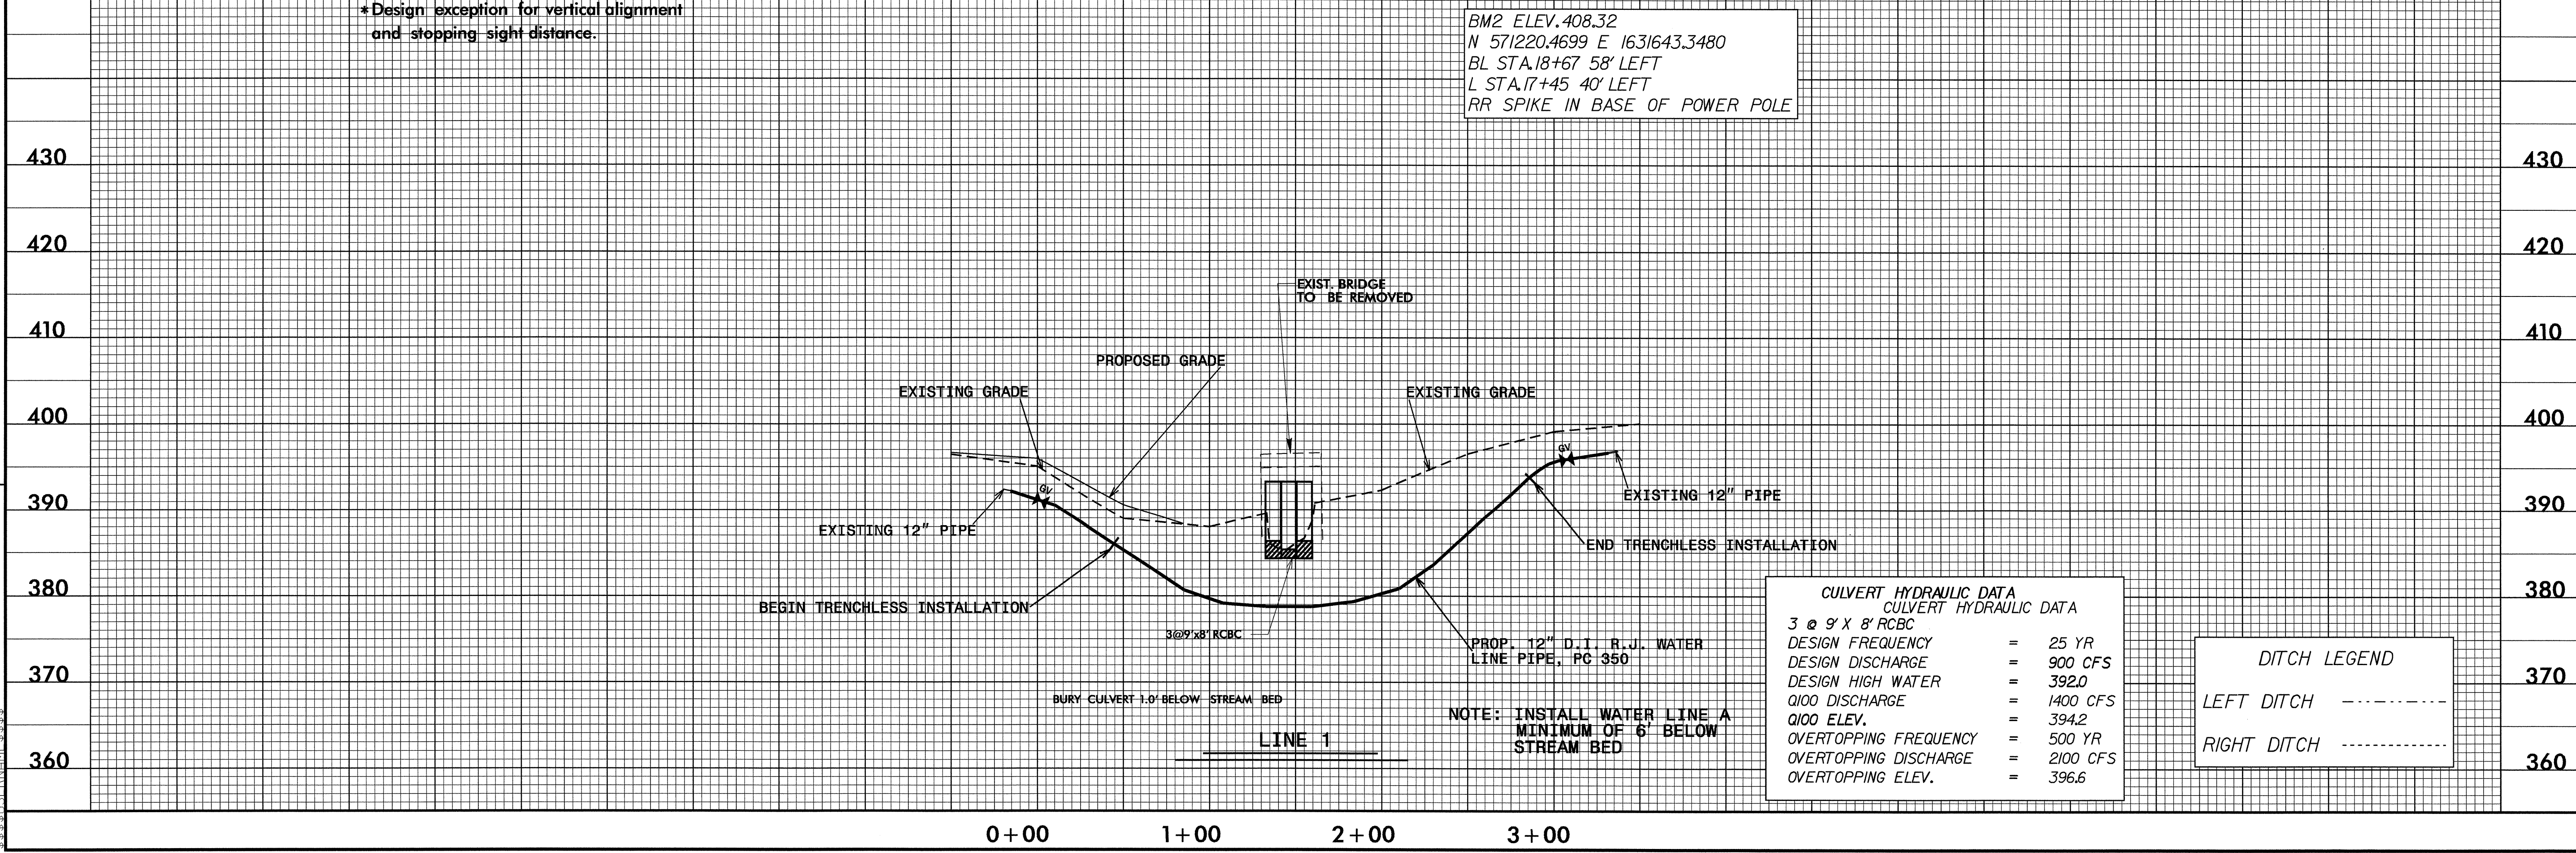 *Design exception for vertical alignment
and stopping sight distance.
BM2 ELEV. 408.32
N 571220.4699 E 1631643.3480
BL STA. 18+67 58' LEFT
L STA. 17+45 40' LEFT
RR SPIKE IN BASE OF POWER POLE
430
430
420
420
EXIST. BRIDGE
TO BE REMOVED
410
410
PROPOSED GRADE
EXISTING GRADE
EXISTING GRADE
400
400
GV
GV
390
390
EXISTING 12" PIPE
EXISTING 12" PIPE
END TRENCHLESS INSTALLATION
380
380
BEGIN TRENCHLESS INSTALLATION
3@9'x8' RCBC
PROP. 12" D.I. R.J. WATER
LINE PIPE, PC 350
370
370
BURY CULVERT 1.0' BELOW STREAM BED
NOTE: INSTALL WATER LINE A
MINIMUM OF 6' BELOW
STREAM BED
LINE 1
360
360
CULVERT HYDRAULIC DATA
CULVERT HYDRAULIC DATA
3 @ 9' X 8' RCBC
DESIGN FREQUENCY = 25 YR
DESIGN DISCHARGE = 900 CFS
DESIGN HIGH WATER = 392.0
Q100 DISCHARGE = 1400 CFS
Q100 ELEV. = 394.2
OVERTOPPING FREQUENCY = 500 YR
OVERTOPPING DISCHARGE = 2100 CFS
OVERTOPPING ELEV. = 396.6
DITCH LEGEND
LEFT DITCH
RIGHT DITCH
0+00 1+00 2+00 3+00